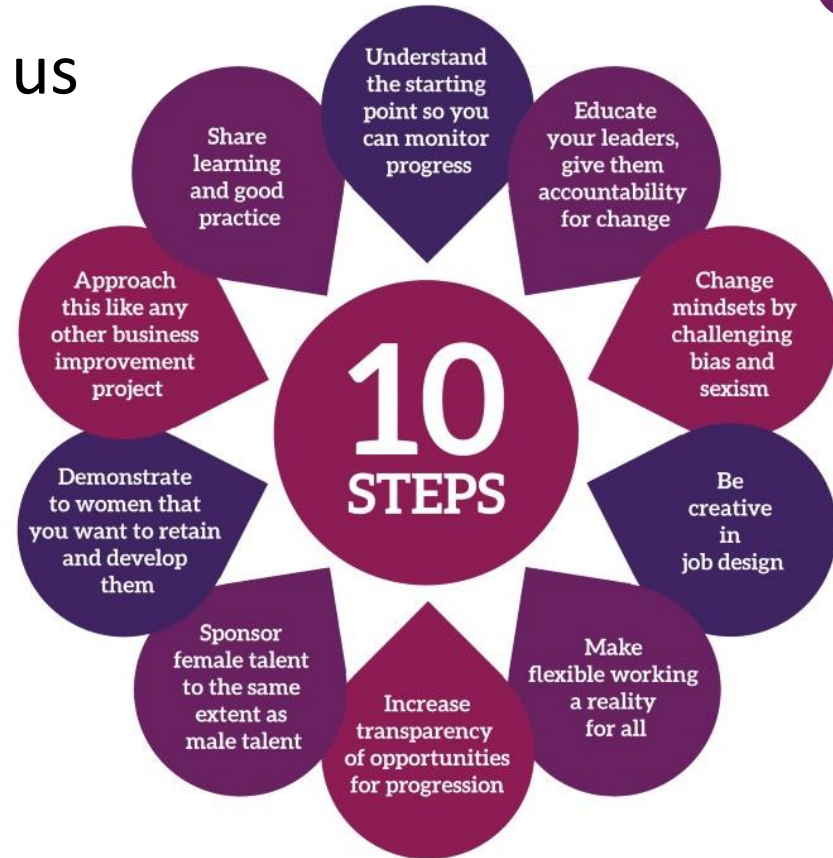 us
Understand
the starting
point so you
can monitor
progress
Educate
your leaders,
give them
accountability
for change
Change
mindsets by
challenging
bias and
sexism
Be
creative
in
job design
Make
flexible working
a reality
for all
Increase
transparency
of opportunities
for progression
Sponsor
female talent
to the same
extent as
male talent
Demonstrate
to women that
you want to retain
and develop
them
Approach
this like any
other business
improvement
project
Share
learning
and good
practice
10
STEPS